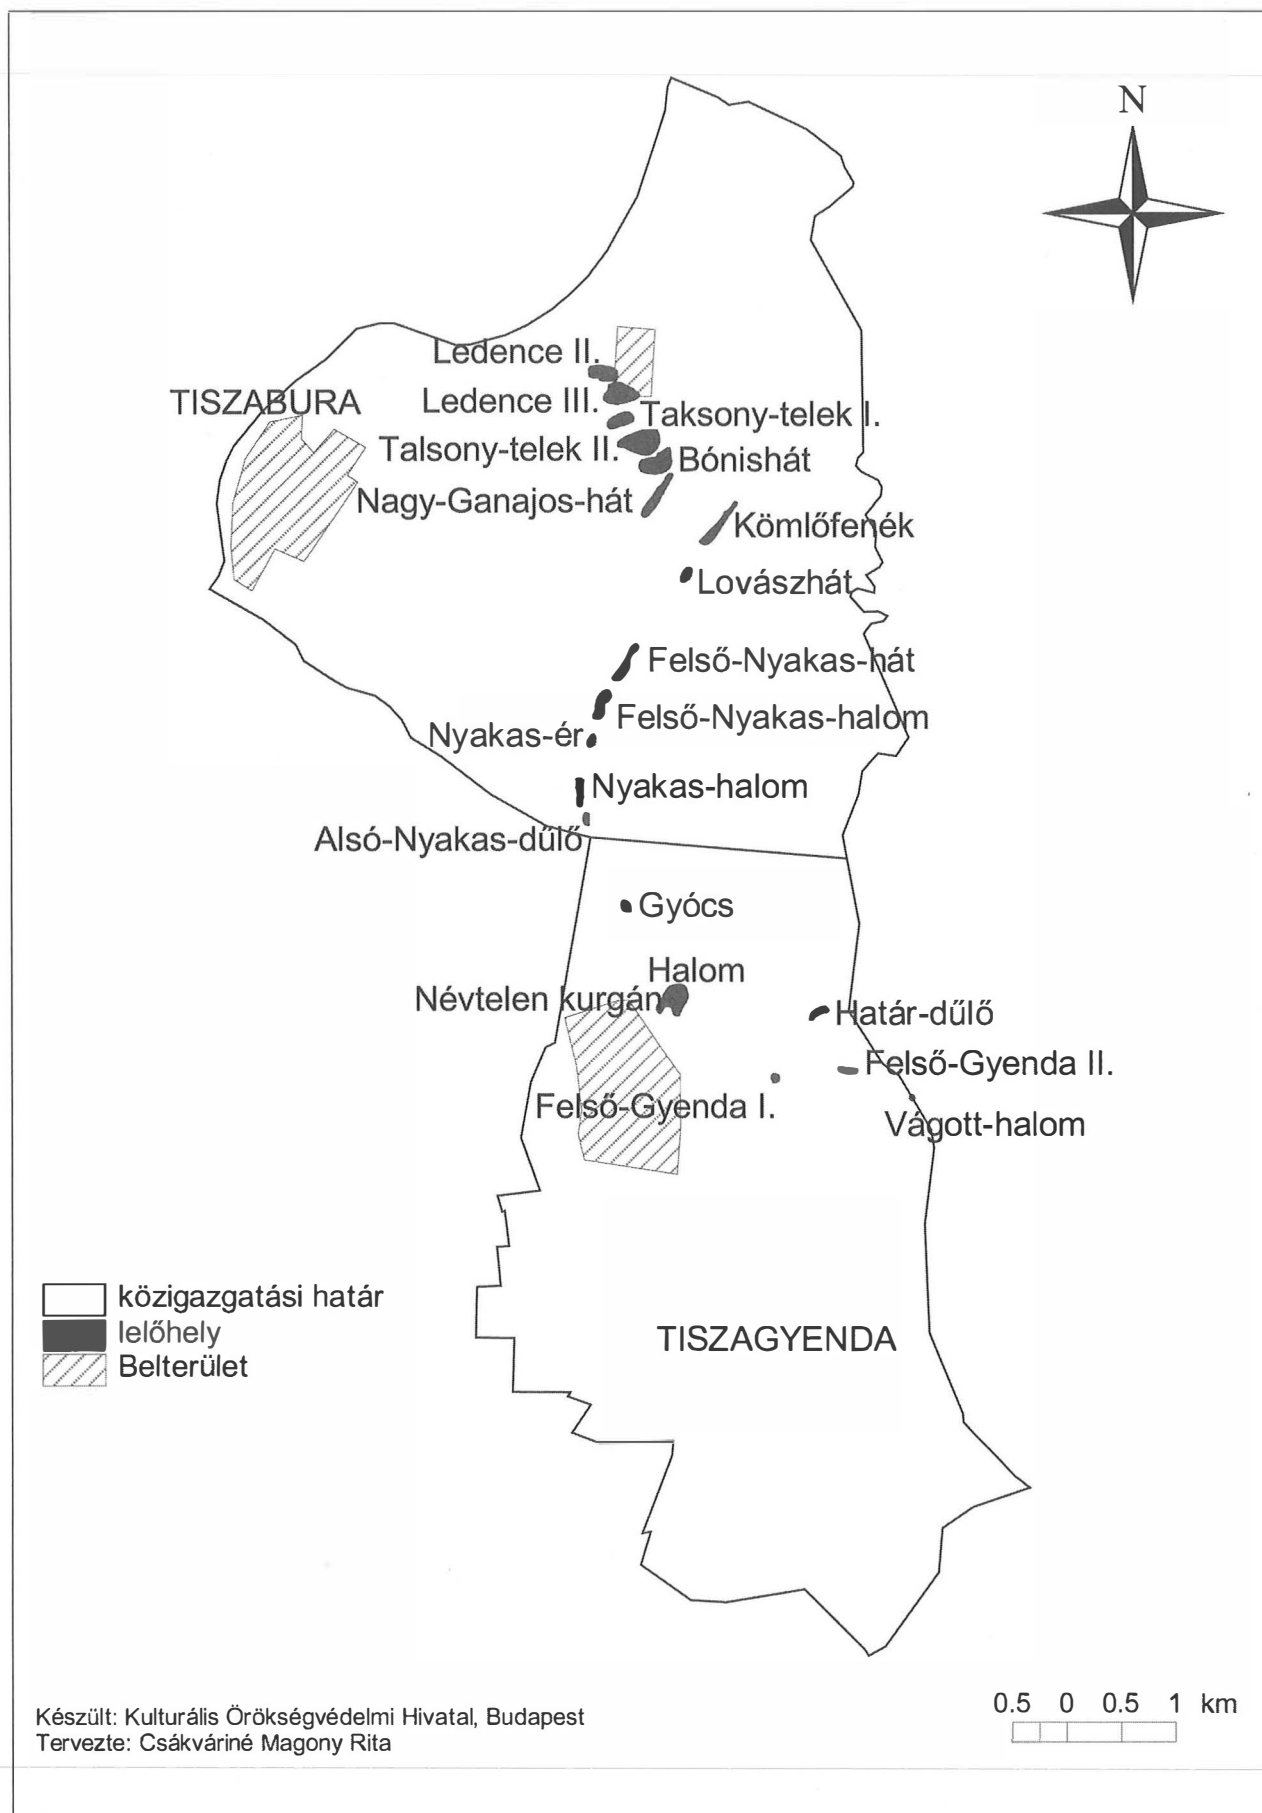 N
Ledence II.
TISZABURA
Ledence III.
Taksony-telek I.
Talsony-telek II.
Bónishát
Nagy-Ganajos-hát
Kömlőfenék
Lovászhát
Felső-Nyakas-hát
Felső-Nyakas-halom
Nyakas-ér
Nyakas-halom
Alsó-Nyakas-dűlő
Gyócs
Halom
Névtelen kurgán
Határ-dűlő
Felső-Gyenda II.
Felső-Gyenda I.
Vágott-halom
közigazgatási határ
lelőhely
Belterület
TISZAGYENDA
0.5 0 0.5 1 km
Készült: Kulturális Örökségvédelmi Hivatal, Budapest
Tervezte: Csákváriné Magony Rita